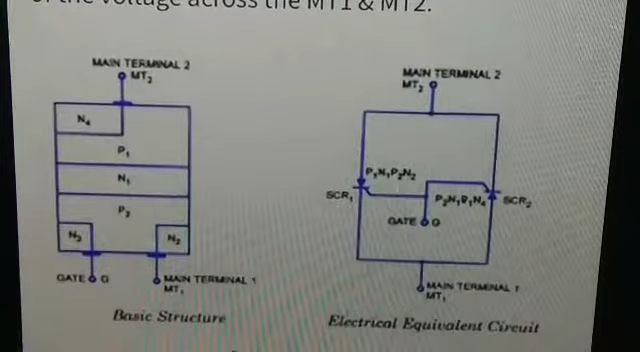 of the voltage across the MT1 & MT2.
MAIN TERMINAL 2
MT₂
N₄
P₁
N₁
P₂
N₃
N₂
GATE G
MAIN TERMINAL 1
MT₁
Basic Structure
MAIN TERMINAL 2
MT₂
P₁N₁P₂N₂
SCR₁
P₂N₁P₁N₄
SCR₂
GATE G
MAIN TERMINAL 1
MT₁
Electrical Equivalent Circuit